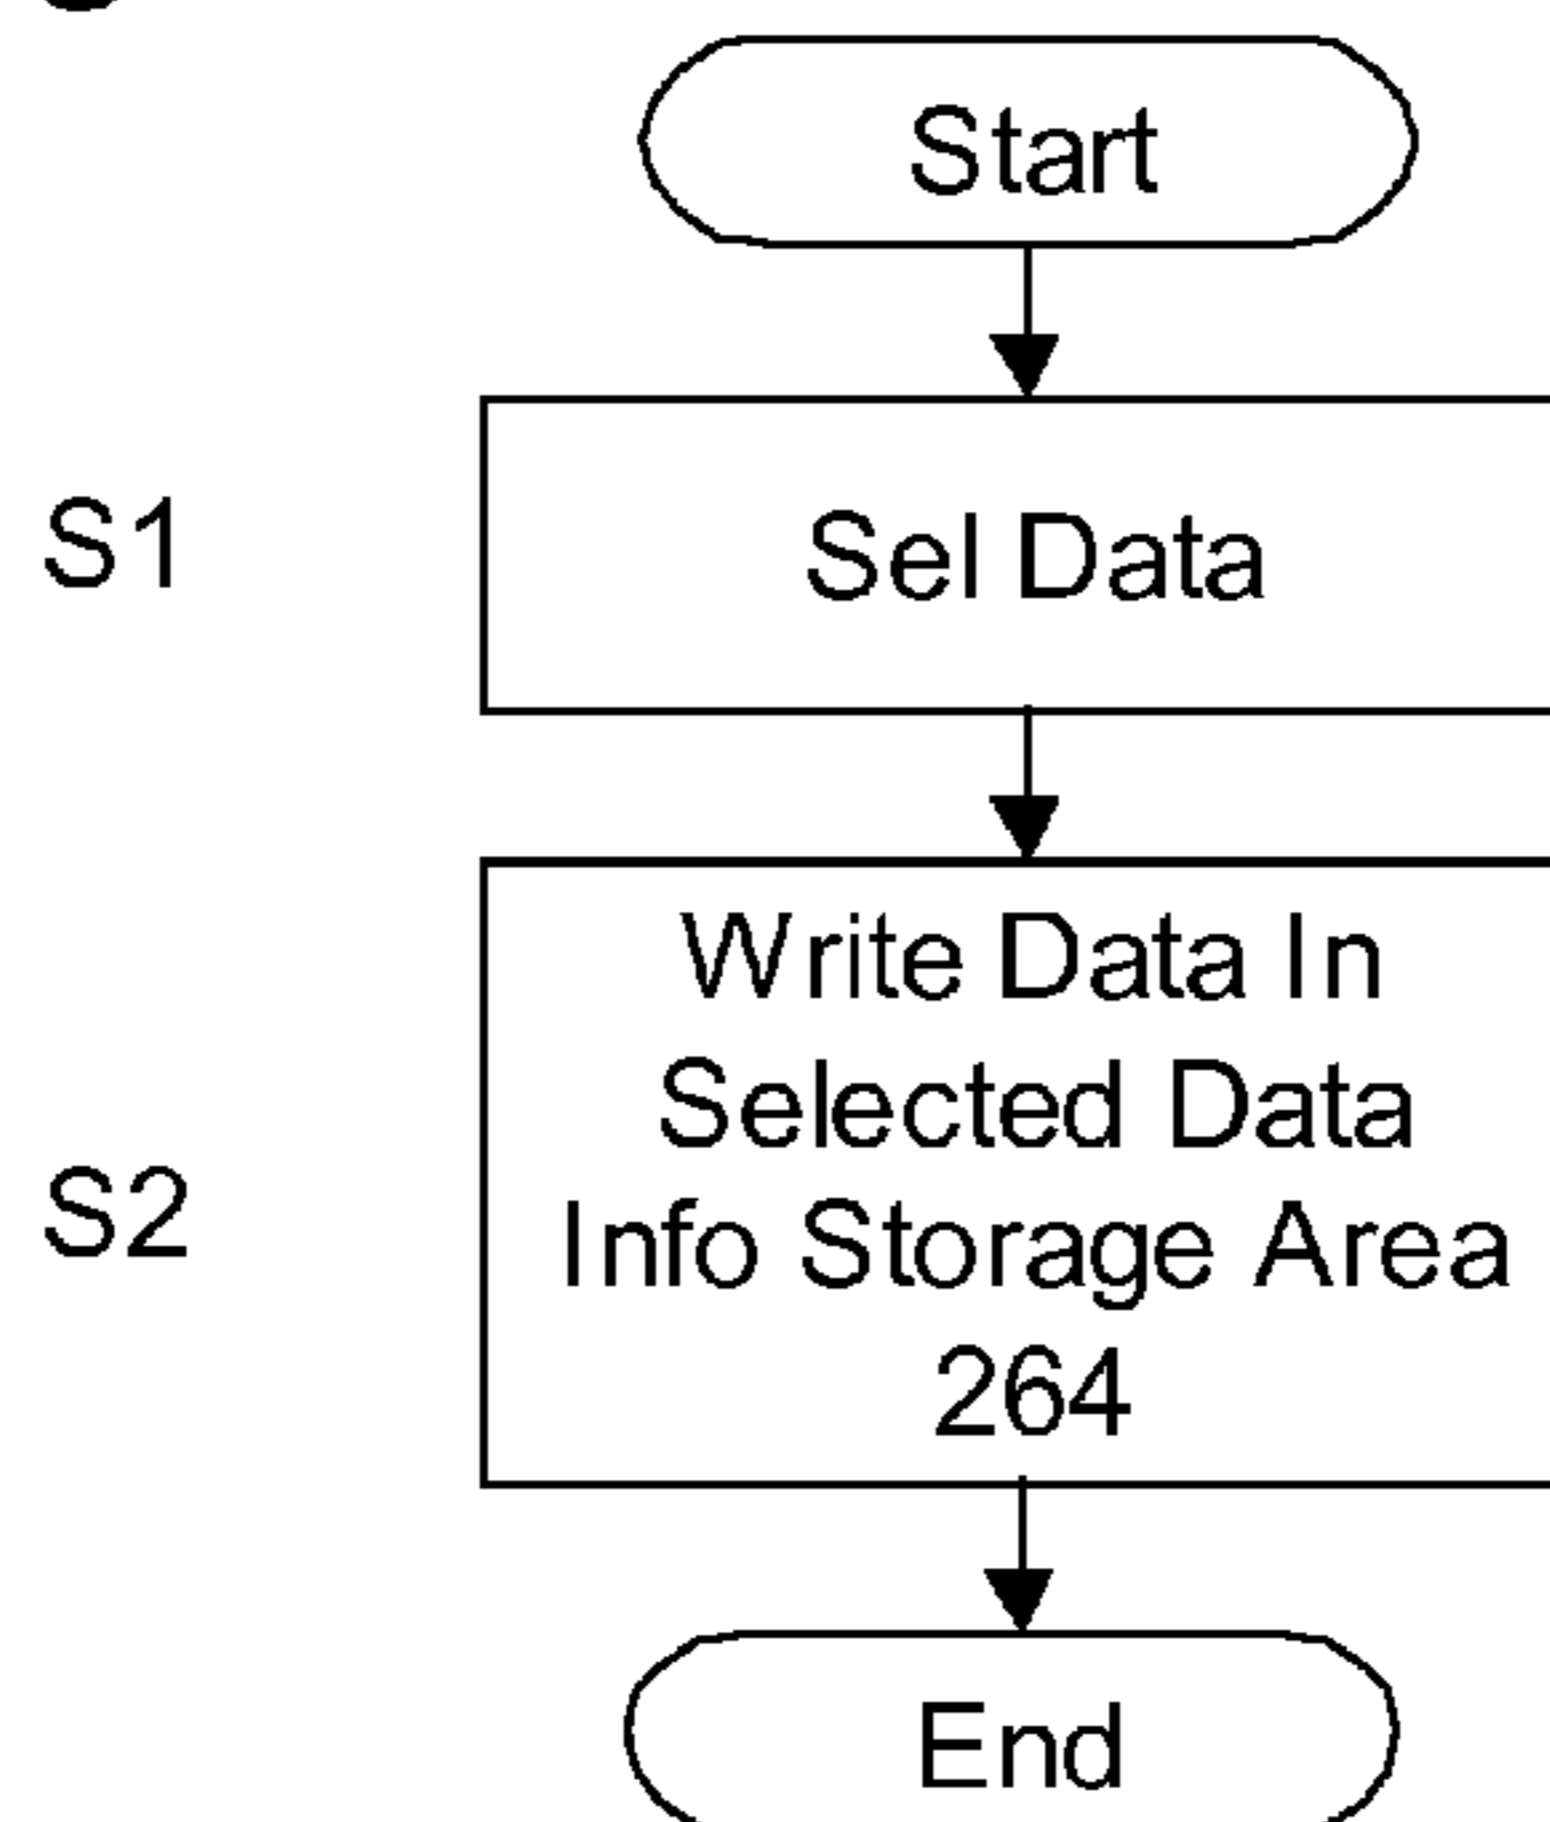 Start
S1
Sel Data
Write Data In
Selected Data
S2
Info Storage Area
264
End